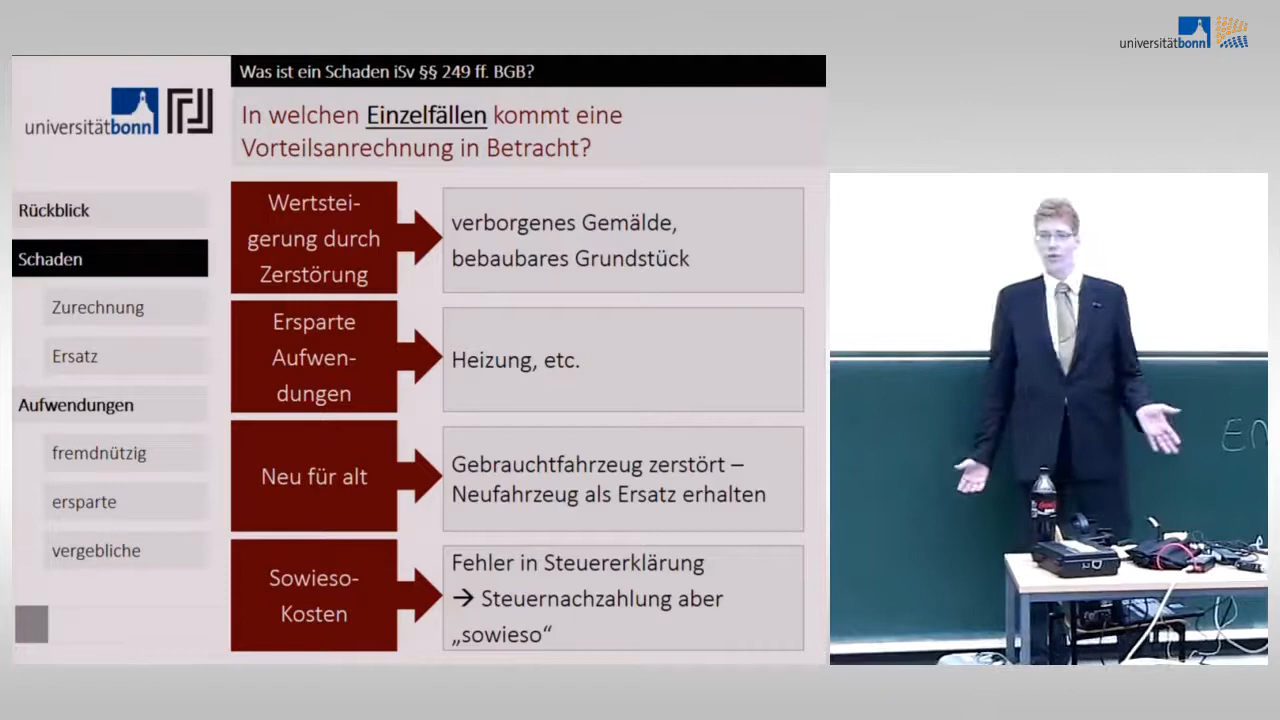 universitätbonn
Was ist ein Schaden iSv §§ 249 ff. BGB?
universitätbonn
In welchen Einzelfällen kommt eine
Vorteilsanrechnung in Betracht?
Rückblick
Schaden
Zurechnung
Ersatz
Aufwendungen
fremdnützig
ersparte
vergebliche
Wertstei-
gerung durch
Zerstörung
verborgenes Gemälde,
bebaubares Grundstück
Ersparte
Aufwen-
dungen
Heizung, etc.
Neu für alt
Gebrauchtfahrzeug zerstört –
Neufahrzeug als Ersatz erhalten
Sowieso-
Kosten
Fehler in Steuererklärung
→ Steuernachzahlung aber
„sowieso“